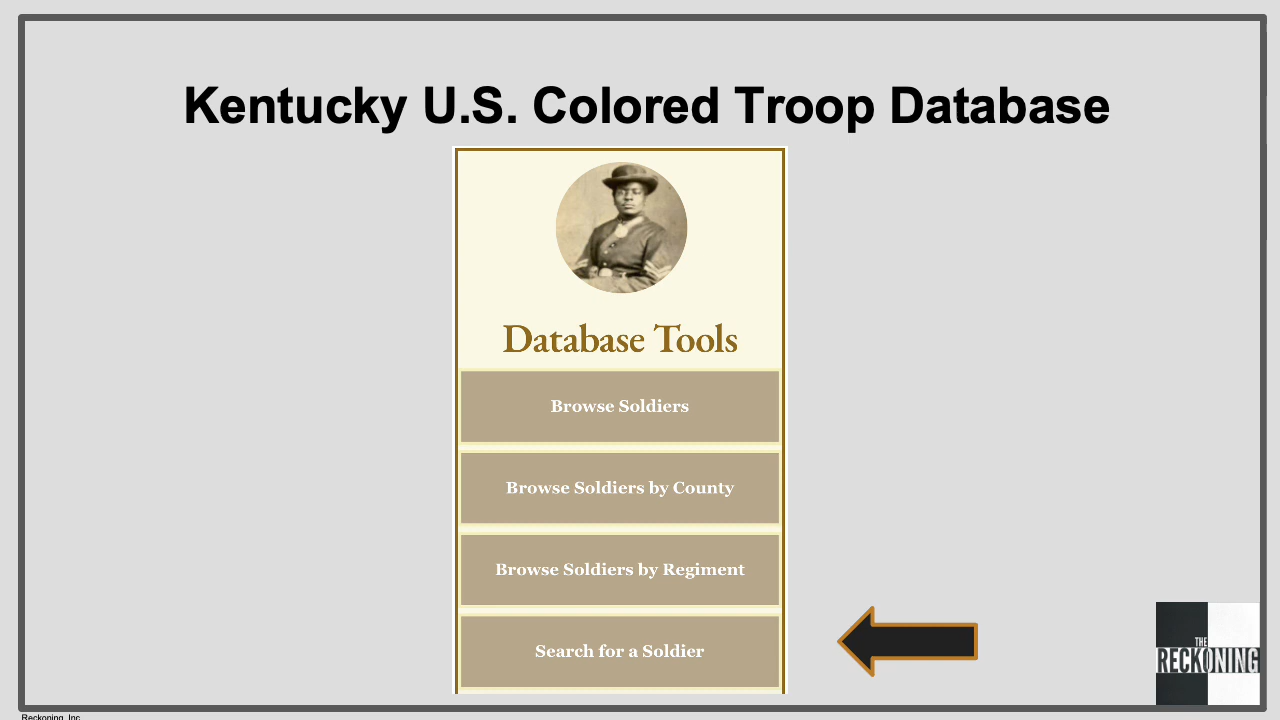 Kentucky U.S. Colored Troop Database
Database Tools
Browse Soldiers
Browse Soldiers by County
Browse Soldiers by Regiment
Search for a Soldier
THE
RECKONING
Reckoning, Inc.